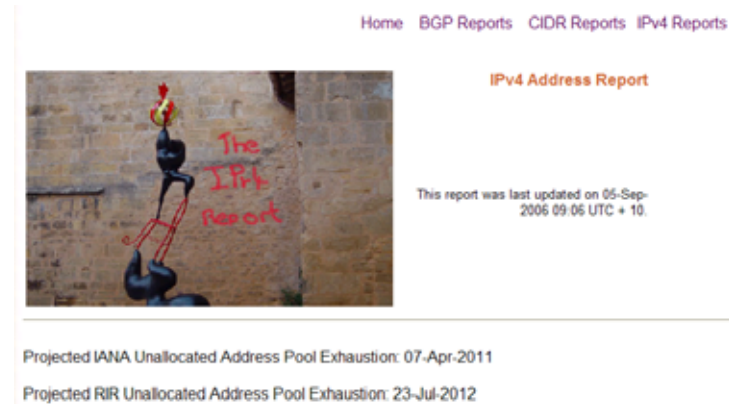 Home BGP Reports CIDR Reports IPv4 Reports
IPv4 Address Report
The
IPv4
Report
This report was last updated on 05-Sep-
2006 09:06 UTC + 10.
Projected IANA Unallocated Address Pool Exhaustion: 07-Apr-2011
Projected RIR Unallocated Address Pool Exhaustion: 23-Jul-2012